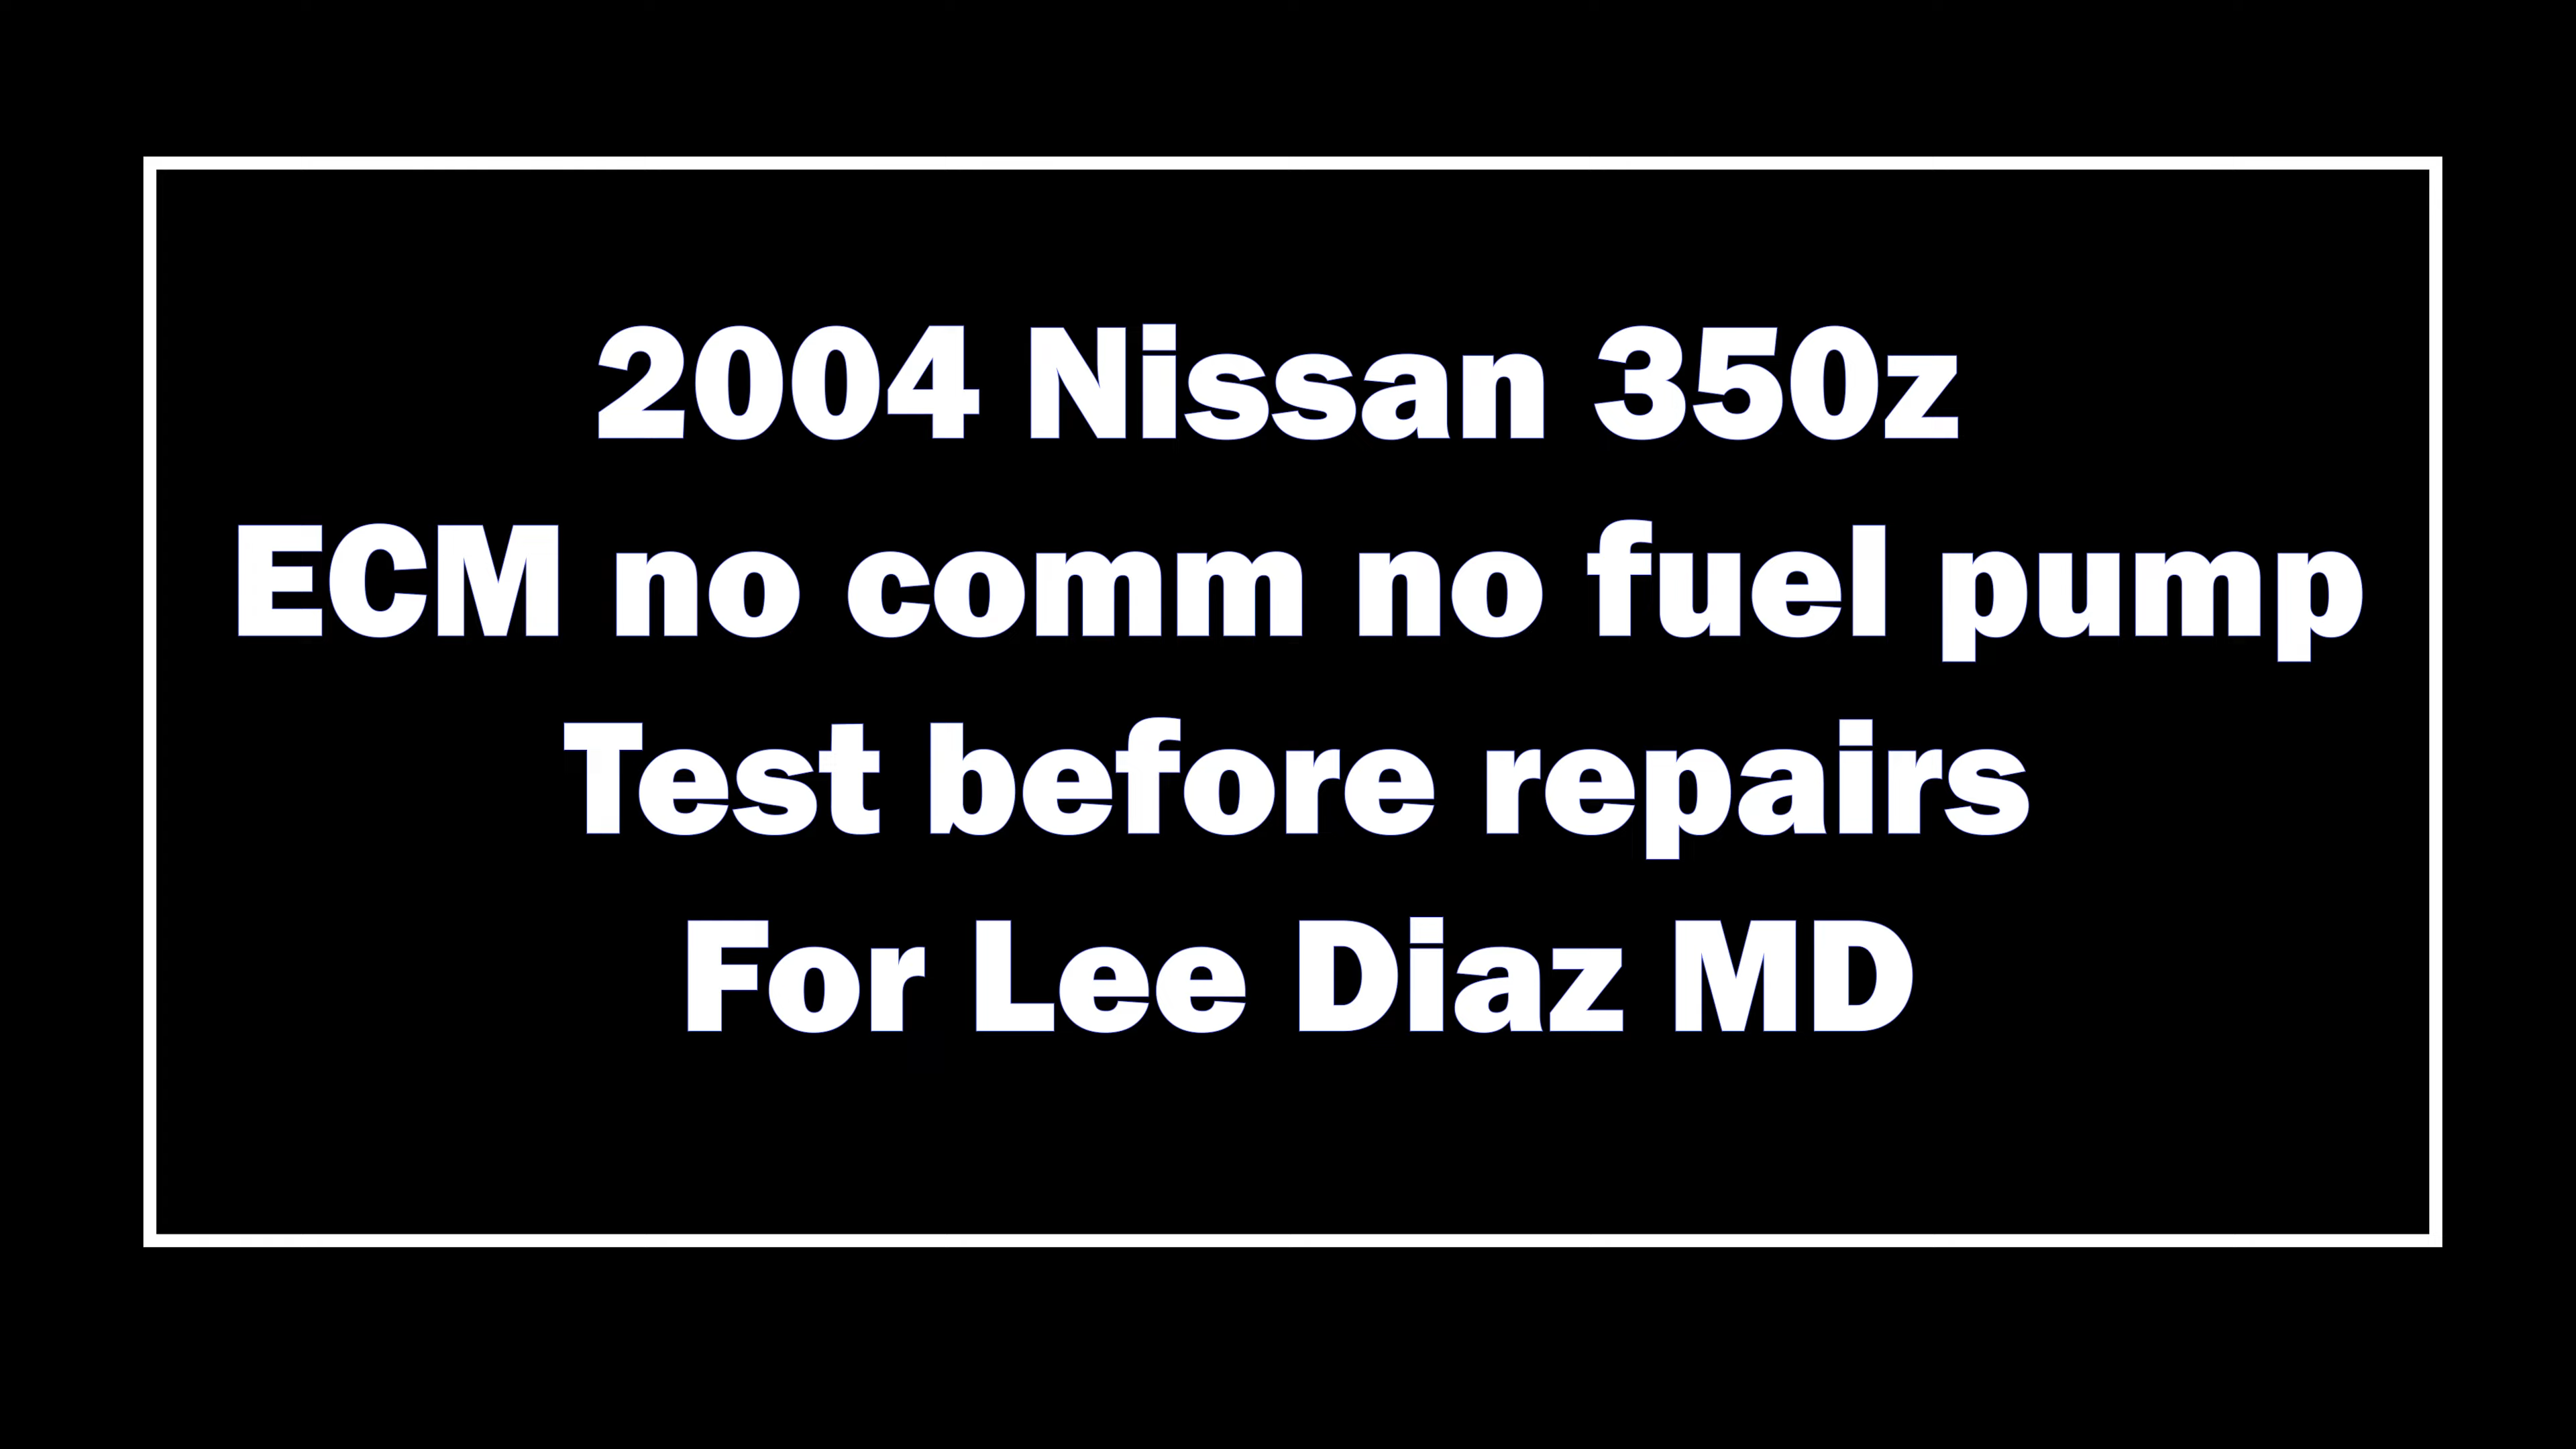 2004 Nissan 350z
ECM no comm no fuel pump
Test before repairs
For Lee Diaz MD